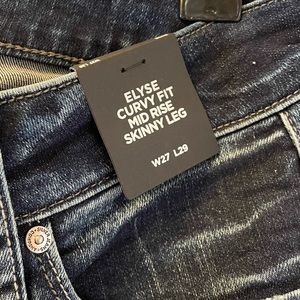 ELYSE
CURVY FIT
MID RISE
SKINNY LEG
W27 L29